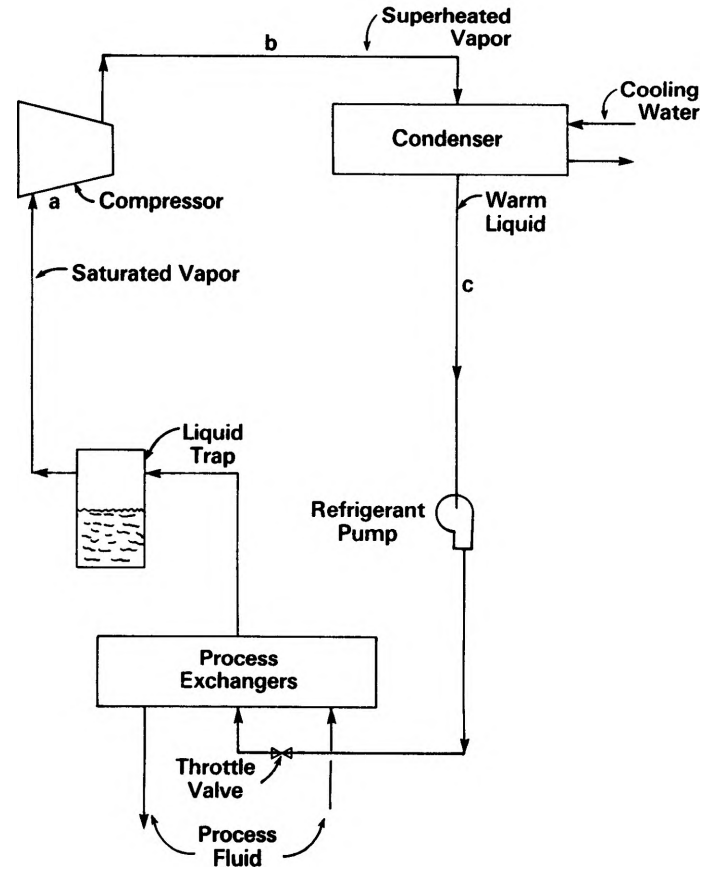 Superheated
Vapor
b
Cooling
Water
Condenser
a
Compressor
Warm
Liquid
Saturated Vapor
c
Liquid
Trap
Refrigerant
Pump
Process
Exchangers
Throttle
Valve
Process
Fluid